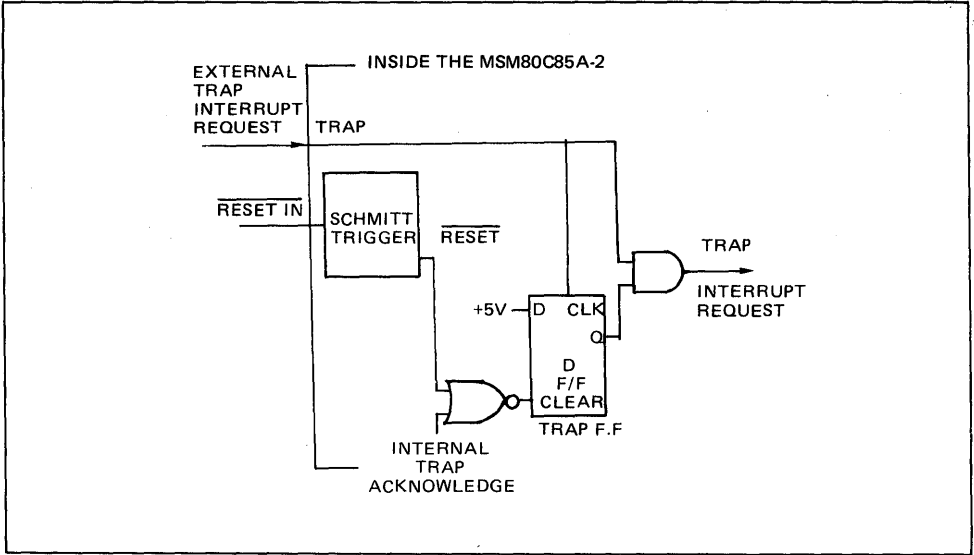 INSIDE THE MSM80C85A-2
EXTERNAL
TRAP
INTERRUPT
REQUEST
TRAP
RESET IN
SCHMITT
TRIGGER
RESET
TRAP
INTERRUPT
REQUEST
+5V
D
CLK
Q
D
F/F
CLEAR
TRAP F.F
INTERNAL
TRAP
ACKNOWLEDGE